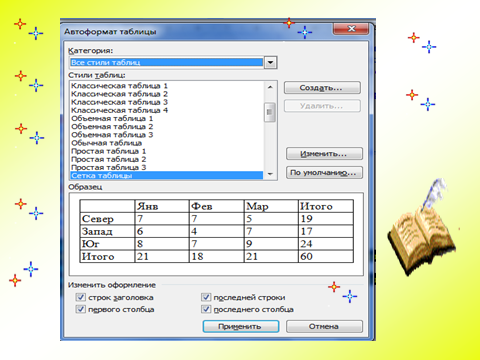 Автоформат таблицы
Категория:
Все стили таблиц
Стили таблиц:
Классическая таблица 1
Классическая таблица 2
Классическая таблица 3
Классическая таблица 4
Объемная таблица 1
Объемная таблица 2
Объемная таблица 3
Обычная таблица
Простая таблица 1
Простая таблица 2
Простая таблица 3
Сетка таблицы
Создать...
Удалить...
Изменить...
По умолчанию...
Образец
Янв Фев Мар Итого
Север 7 7 5 19
Запад 6 4 7 17
Юг 8 7 9 24
Итого 21 18 21 60
Изменить оформление
строк заголовка последней строки
первого столбца последнего столбца
Применить Отмена